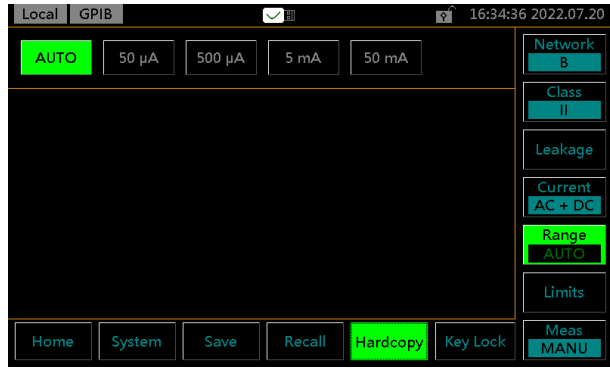 Local GPIB 16:34:36 2022.07.20
AUTO 50 µA 500 µA 5 mA 50 mA
Network
B
Class
II
Leakage
Current
AC + DC
Range
AUTO
Limits
Meas
MANU
Home System Save Recall Hardcopy Key Lock